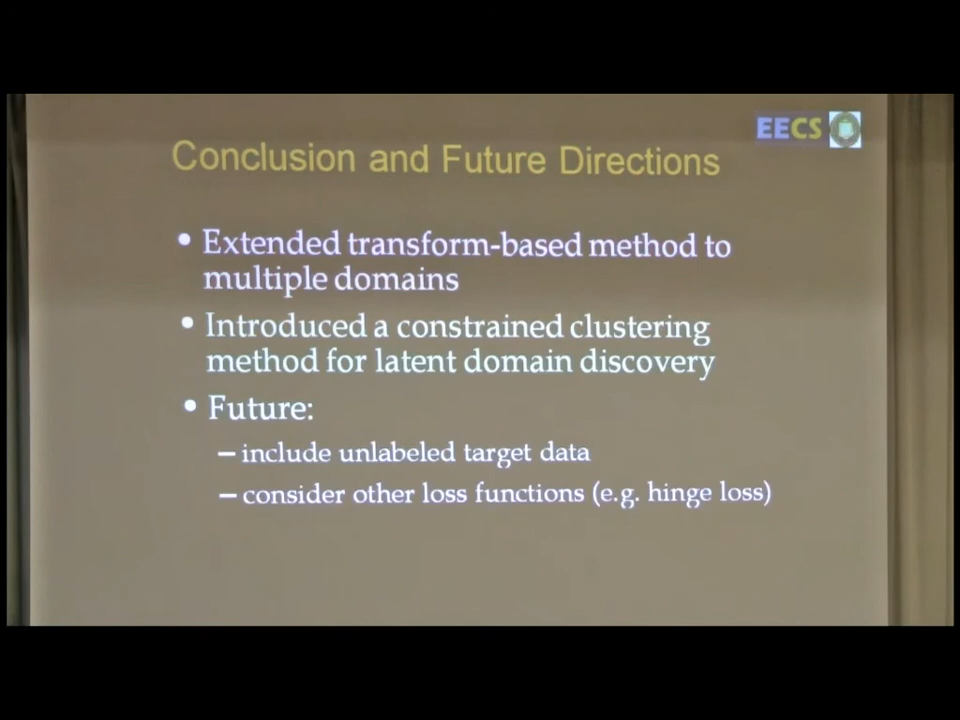 EECS
Conclusion and Future Directions
• Extended transform-based method to
multiple domains
• Introduced a constrained clustering
method for latent domain discovery
• Future:
– include unlabeled target data
– consider other loss functions (e.g. hinge loss)